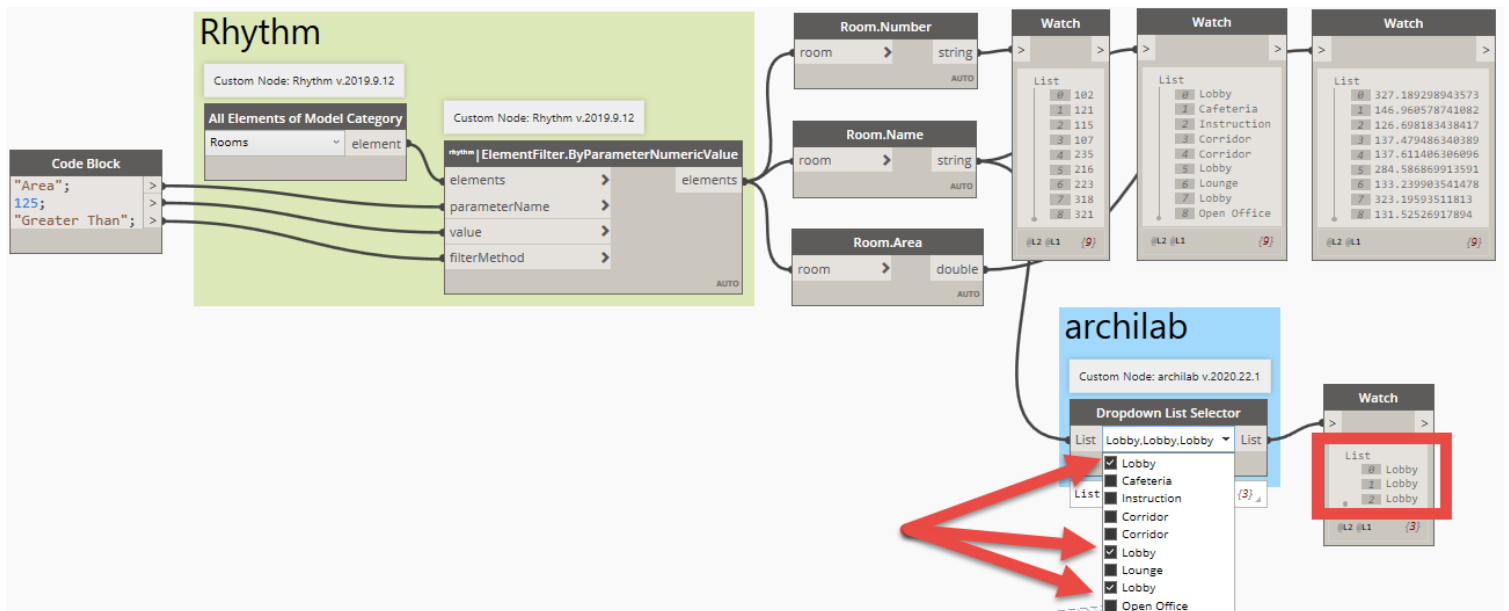 Rhythm
Custom Node: Rhythm v.2019.9.12
All Elements of Model Category
Rooms element
Custom Node: Rhythm v.2019.9.12
rhythm | ElementFilter.ByParameterNumericValue
elements > elements
parameterName >
value >
filterMethod >
AUTO
Code Block
"Area"; >
125; >
"Greater Than"; >
Room.Number
room > string
AUTO
Room.Name
room > string
AUTO
Room.Area
room > double
AUTO
Watch
> >
List
0 102
1 121
2 115
3 107
4 235
5 216
6 223
7 318
8 321
@L2 @L1 {9}
Watch
> >
List
0 Lobby
1 Cafeteria
2 Instruction
3 Corridor
4 Corridor
5 Lobby
6 Lounge
7 Lobby
8 Open Office
@L2 @L1 {9}
Watch
> >
List
0 327.189298943573
1 146.960578741082
2 126.698183438417
3 137.479486340389
4 137.611406306096
5 284.586869913591
6 133.239903541478
7 323.19593511813
8 131.52526917894
@L2 @L1 {9}
archilab
Custom Node: archilab v.2020.22.1
Dropdown List Selector
List Lobby,Lobby,Lobby List
Lobby
Cafeteria
Instruction
Corridor
Corridor
Lobby
Lounge
Lobby
Open Office
List {3}
Watch
> >
List
0 Lobby
1 Lobby
2 Lobby
@L2 @L1 {3}